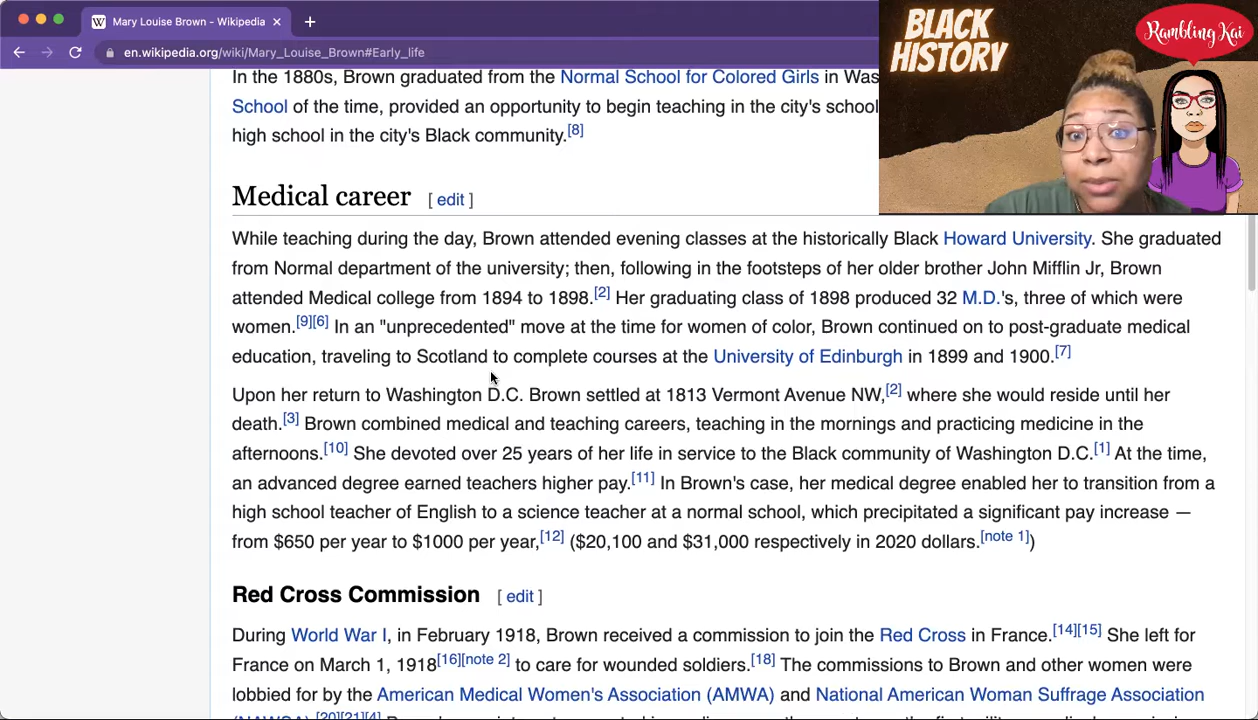 Mary Louise Brown - Wikipedia
en.wikipedia.org/wiki/Mary_Louise_Brown#Early_life
BLACK
HISTORY
Rambling Kai
In the 1880s, Brown graduated from the Normal School for Colored Girls in Was
School of the time, provided an opportunity to begin teaching in the city's school
high school in the city's Black community.[8]
Medical career [ edit ]
While teaching during the day, Brown attended evening classes at the historically Black Howard University. She graduated
from Normal department of the university; then, following in the footsteps of her older brother John Mifflin Jr, Brown
attended Medical college from 1894 to 1898.[2] Her graduating class of 1898 produced 32 M.D.'s, three of which were
women.[9][6] In an "unprecedented" move at the time for women of color, Brown continued on to post-graduate medical
education, traveling to Scotland to complete courses at the University of Edinburgh in 1899 and 1900.[7]
Upon her return to Washington D.C. Brown settled at 1813 Vermont Avenue NW,[2] where she would reside until her
death.[3] Brown combined medical and teaching careers, teaching in the mornings and practicing medicine in the
afternoons.[10] She devoted over 25 years of her life in service to the Black community of Washington D.C.[1] At the time,
an advanced degree earned teachers higher pay.[11] In Brown's case, her medical degree enabled her to transition from a
high school teacher of English to a science teacher at a normal school, which precipitated a significant pay increase —
from $650 per year to $1000 per year,[12] ($20,100 and $31,000 respectively in 2020 dollars.[note 1])
Red Cross Commission [ edit ]
During World War I, in February 1918, Brown received a commission to join the Red Cross in France.[14][15] She left for
France on March 1, 1918[16][note 2] to care for wounded soldiers.[18] The commissions to Brown and other women were
lobbied for by the American Medical Women's Association (AMWA) and National American Woman Suffrage Association